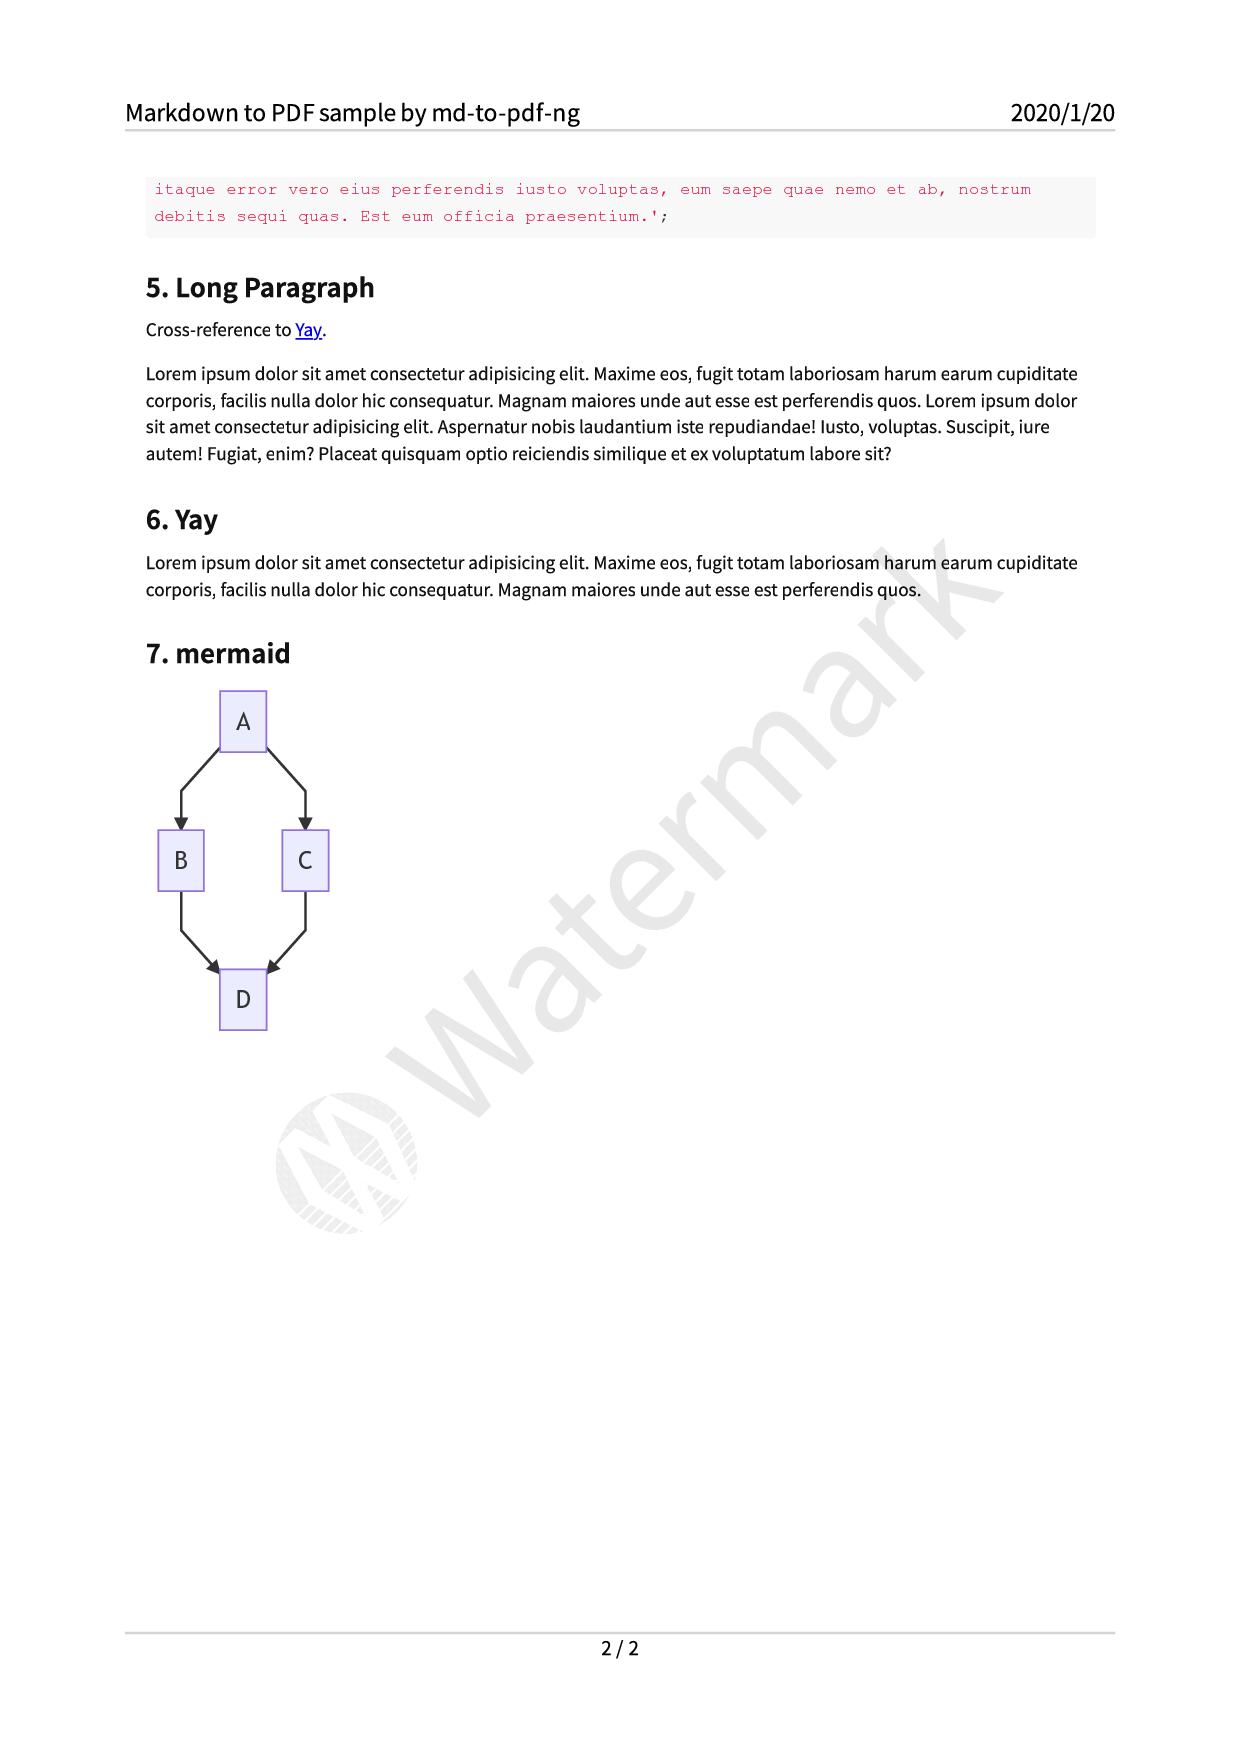 Markdown to PDF sample by md-to-pdf-ng 2020/1/20
itaque error vero eius perferendis iusto voluptas, eum saepe quae nemo et ab, nostrum
debitis sequi quas. Est eum officia praesentium.';
5. Long Paragraph
Cross-reference to Yay.
Lorem ipsum dolor sit amet consectetur adipisicing elit. Maxime eos, fugit totam laboriosam harum earum cupiditate
corporis, facilis nulla dolor hic consequatur. Magnam maiores unde aut esse est perferendis quos. Lorem ipsum dolor
sit amet consectetur adipisicing elit. Aspernatur nobis laudantium iste repudiandae! Iusto, voluptas. Suscipit, iure
autem! Fugiat, enim? Placeat quisquam optio reiciendis similique et ex voluptatum labore sit?
6. Yay
Lorem ipsum dolor sit amet consectetur adipisicing elit. Maxime eos, fugit totam laboriosam harum earum cupiditate
corporis, facilis nulla dolor hic consequatur. Magnam maiores unde aut esse est perferendis quos.
7. mermaid
A
B C
D
Watermark
2 / 2